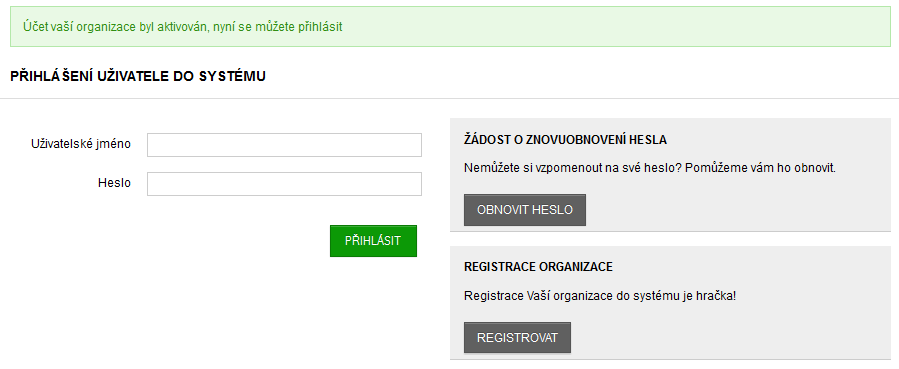 Účet vaší organizace byl aktivován, nyní se můžete přihlásit
PŘIHLÁŠENÍ UŽIVATELE DO SYSTÉMU
Uživatelské jméno
Heslo
PŘIHLÁSIT
ŽÁDOST O ZNOVUOBNOVENÍ HESLA
Nemůžete si vzpomenout na své heslo? Pomůžeme vám ho obnovit.
OBNOVIT HESLO
REGISTRACE ORGANIZACE
Registrace Vaší organizace do systému je hračka!
REGISTROVAT